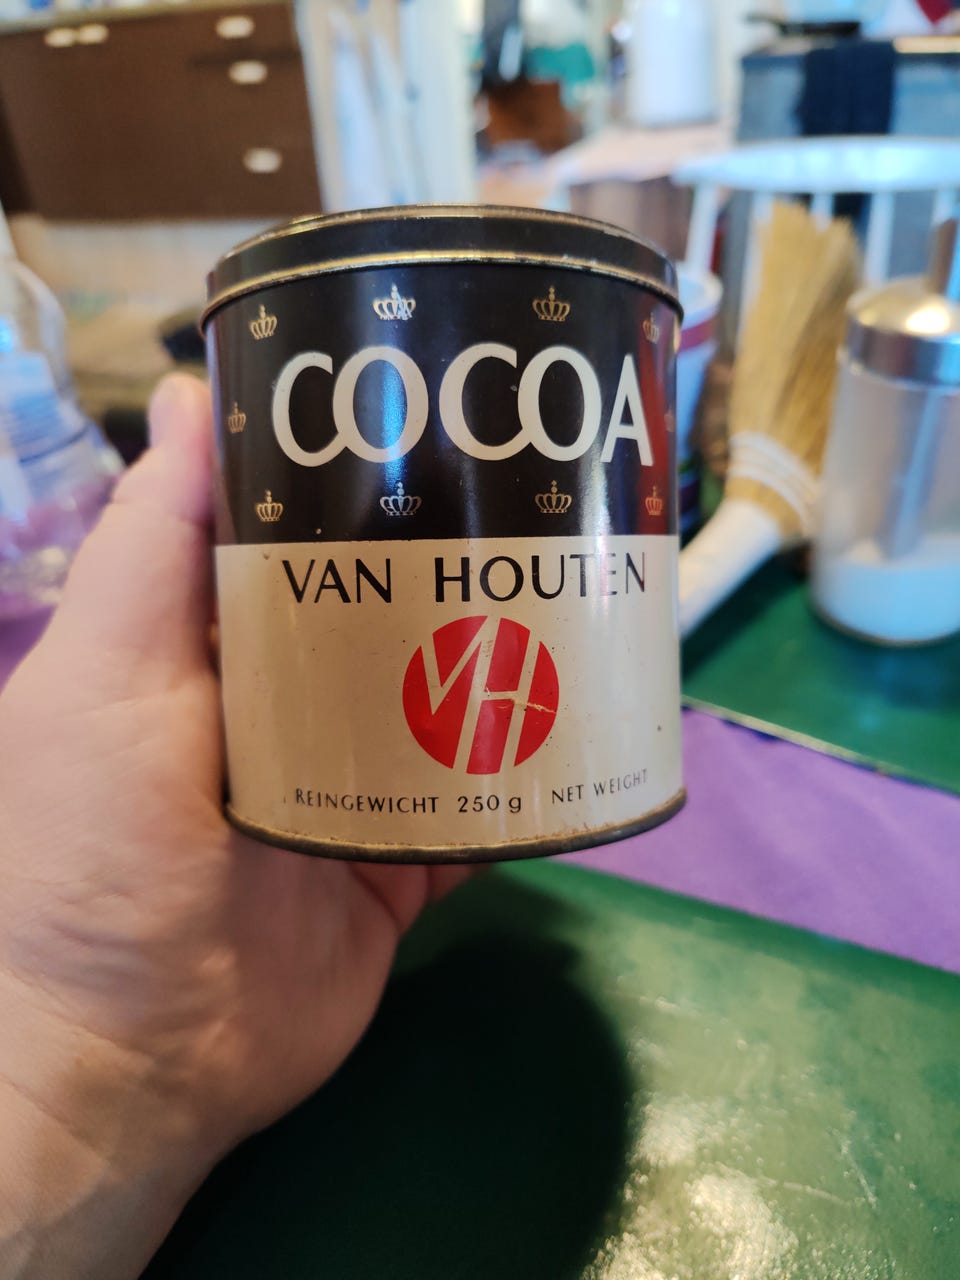 COCOA
VAN HOUTEN
VH
REINGEWICHT 250 g NET WEIGHT